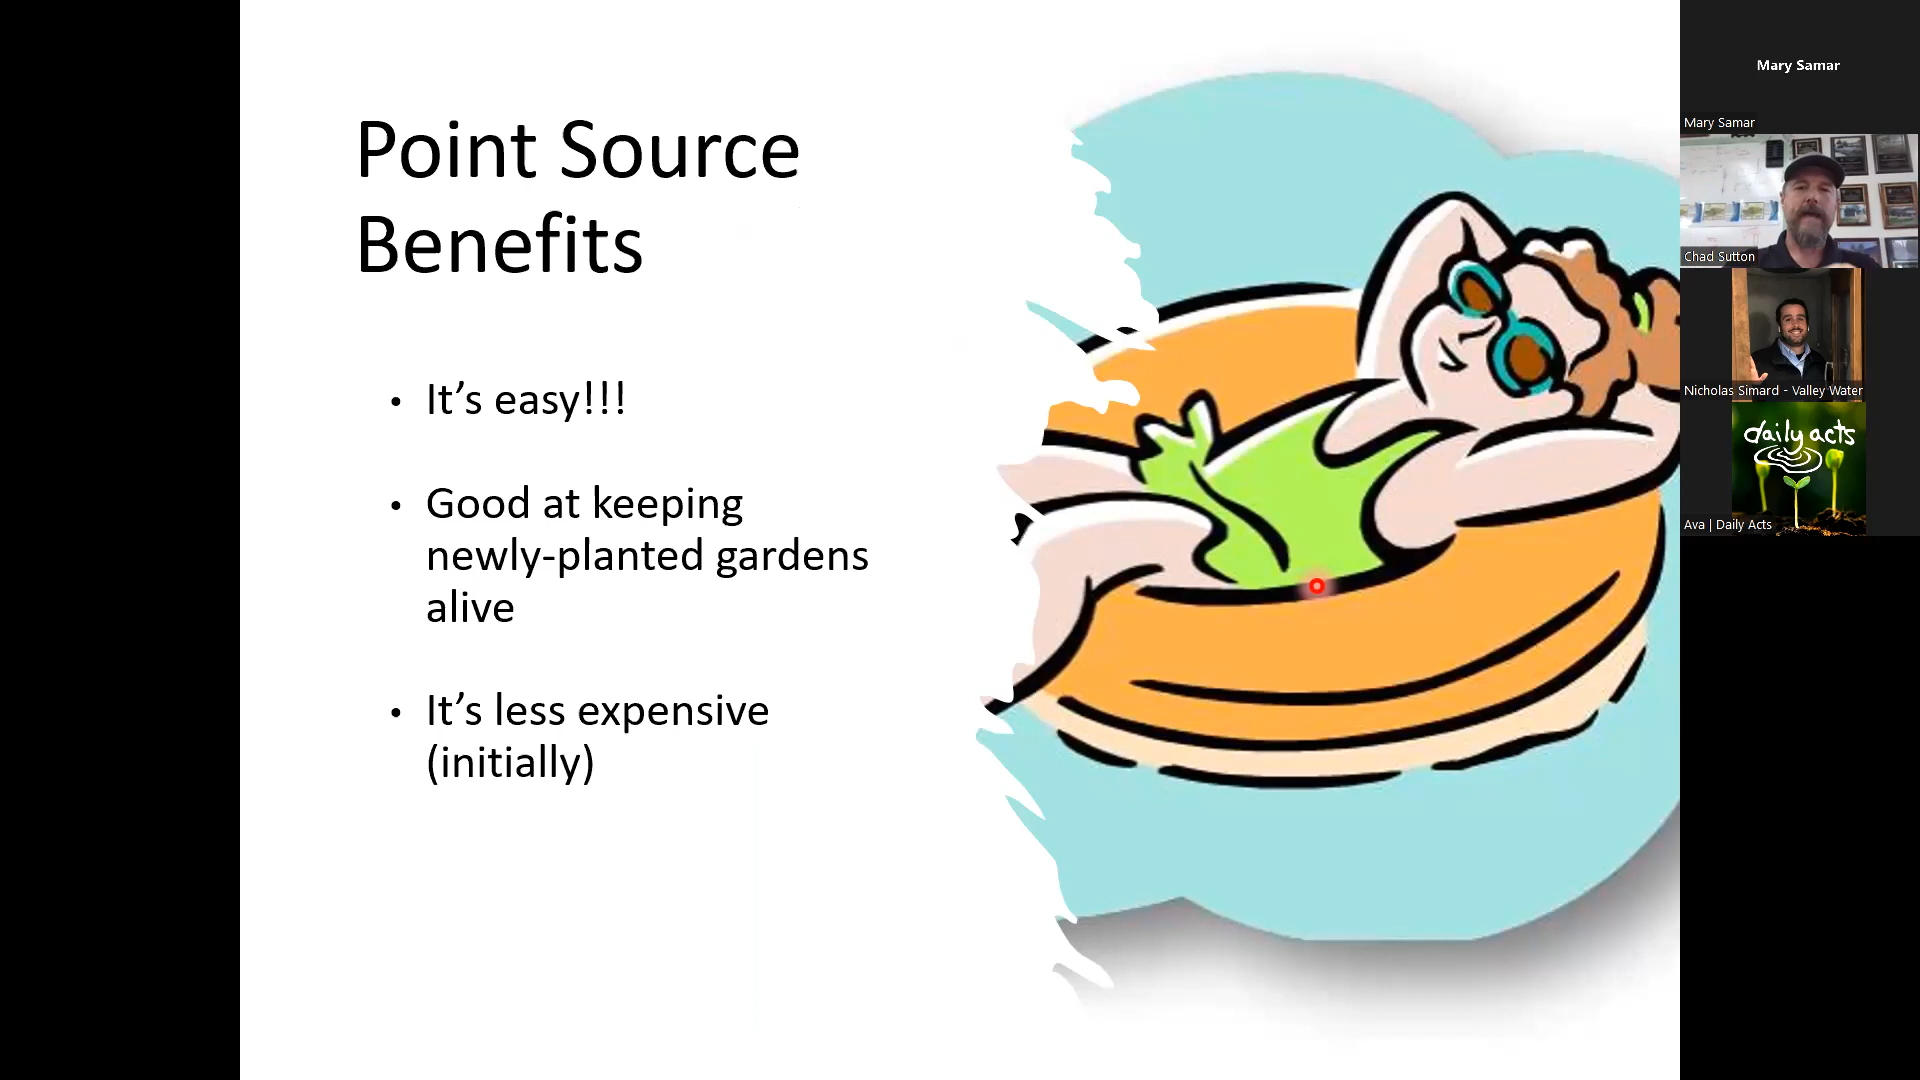 Point Source
Benefits
• It’s easy!!!
• Good at keeping
newly-planted gardens
alive
• It’s less expensive
(initially)
Mary Samar
Mary Samar
Chad Sutton
Nicholas Simard - Valley Water
daily acts
Ava | Daily Acts